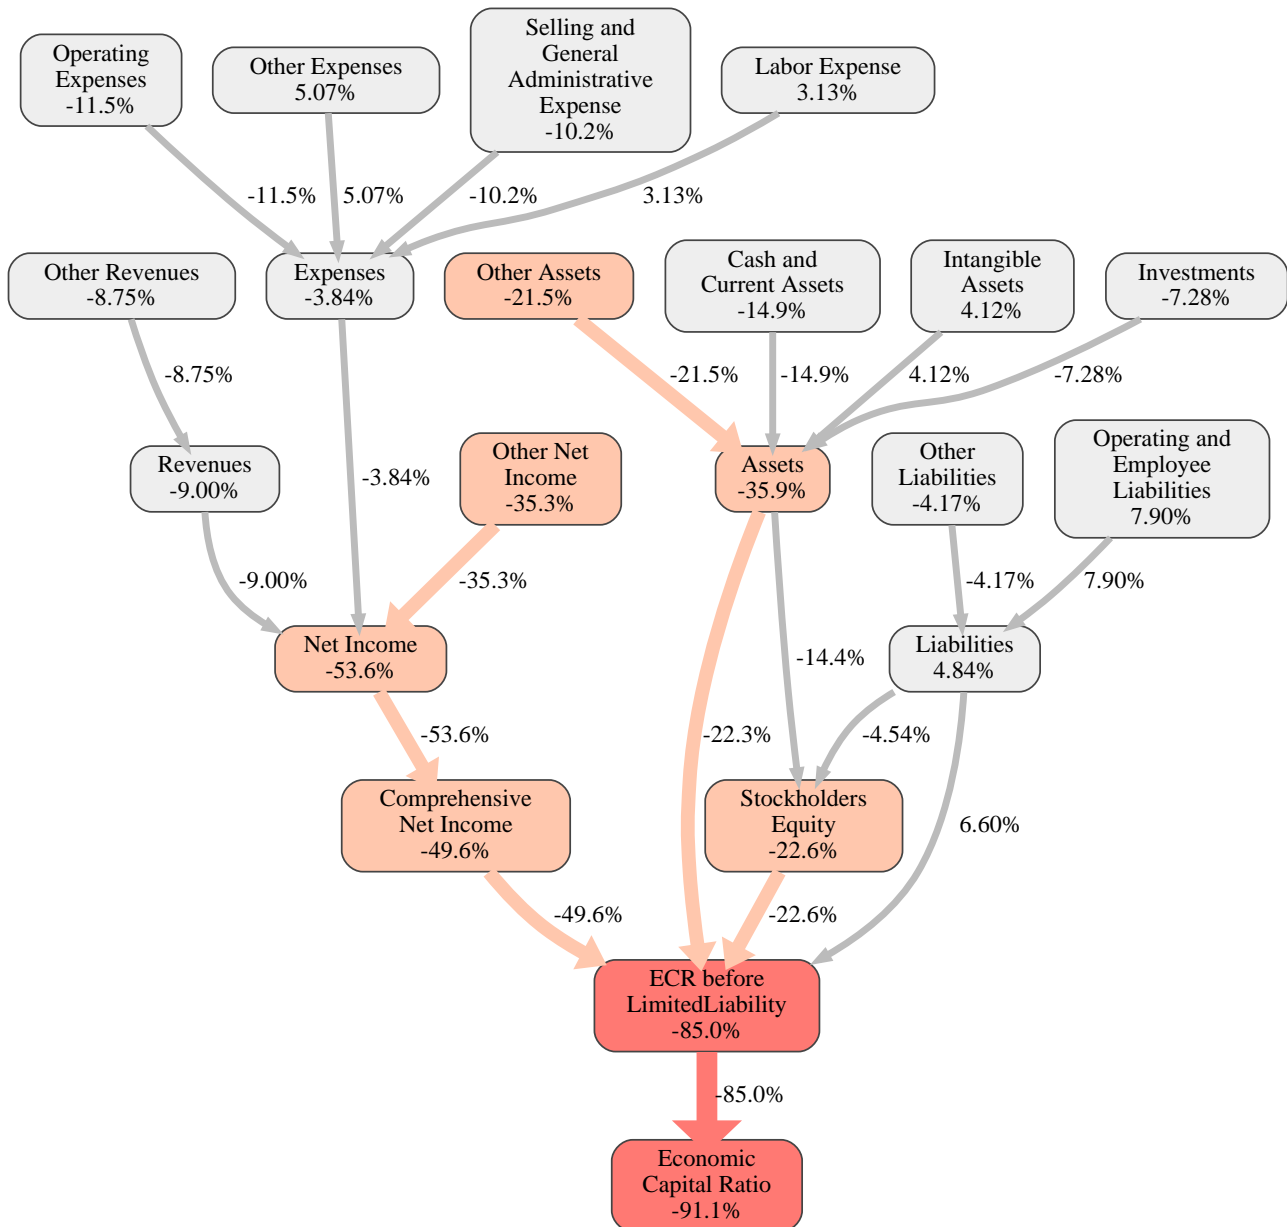 Operating
Expenses
-11.5%
Other Expenses
5.07%
Selling and
General
Administrative
Expense
-10.2%
Labor Expense
3.13%
-11.5%
5.07%
-10.2%
3.13%
Other Revenues
-8.75%
Expenses
-3.84%
Other Assets
-21.5%
Cash and
Current Assets
-14.9%
Intangible
Assets
4.12%
Investments
-7.28%
-8.75%
-21.5%
-14.9%
4.12%
-7.28%
Revenues
-9.00%
-3.84%
Other Net
Income
-35.3%
Assets
-35.9%
Other
Liabilities
-4.17%
Operating and
Employee
Liabilities
7.90%
-9.00%
-35.3%
-4.17%
7.90%
Net Income
-53.6%
-14.4%
Liabilities
4.84%
-53.6%
-22.3%
-4.54%
Comprehensive
Net Income
-49.6%
Stockholders
Equity
-22.6%
6.60%
-49.6%
-22.6%
ECR before
LimitedLiability
-85.0%
-85.0%
Economic
Capital Ratio
-91.1%